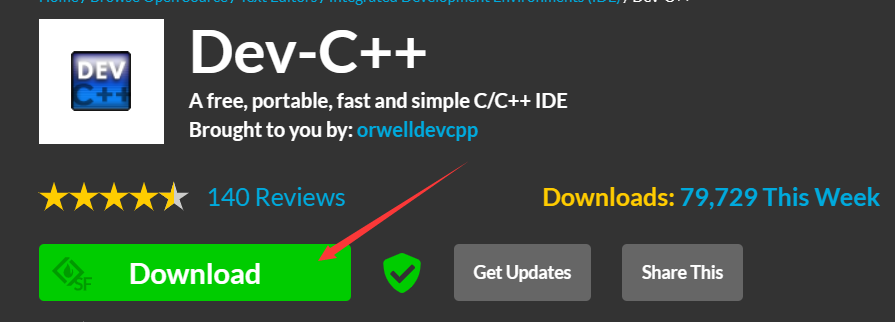 Home / Browse Open Source / Text Editors / Integrated Development Environments (IDE) / Dev-C++
DEV
C++
Dev-C++
A free, portable, fast and simple C/C++ IDE
Brought to you by: orwelldevcpp
140 Reviews
Downloads: 79,729 This Week
SF
Download
Get Updates
Share This